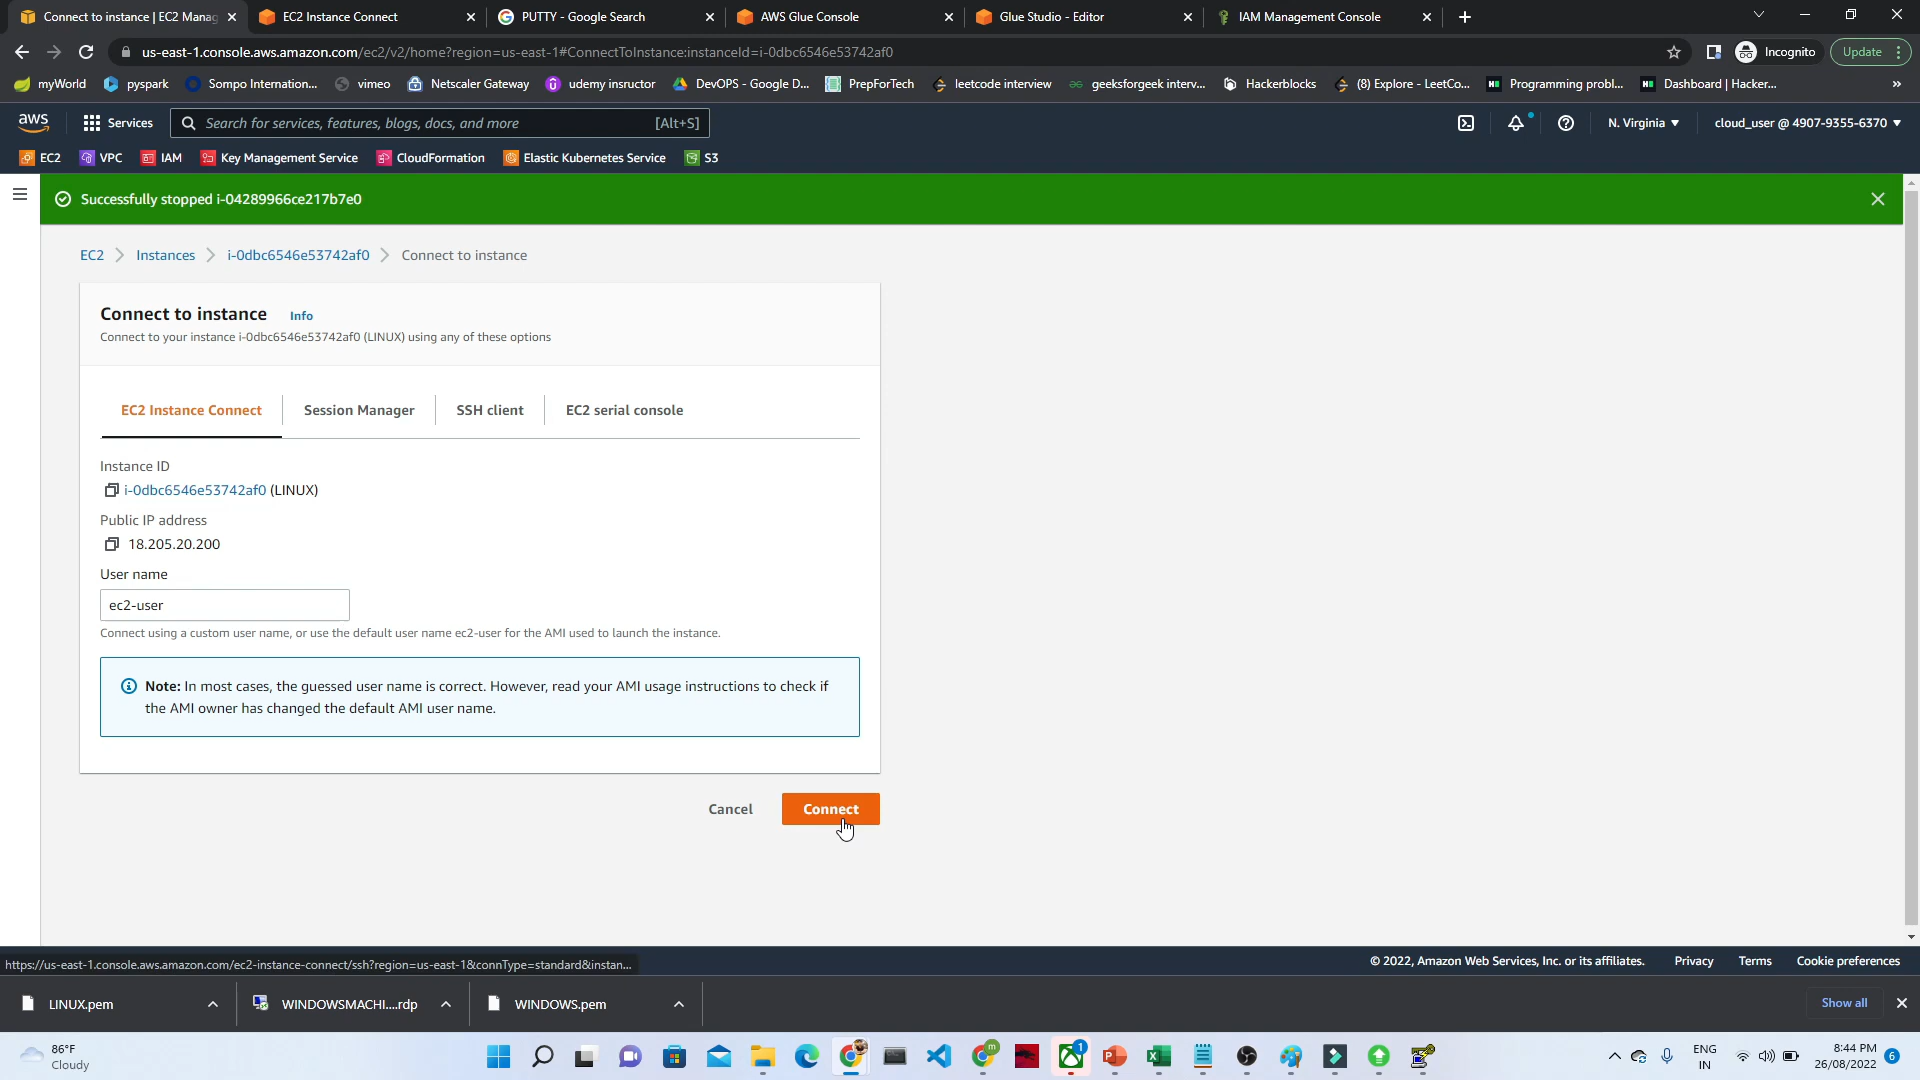 Connect to instance | EC2 Manag
EC2 Instance Connect
PUTTY - Google Search
AWS Glue Console
Glue Studio - Editor
IAM Management Console
us-east-1.console.aws.amazon.com/ec2/v2/home?region=us-east-1#ConnectToInstance:instanceId=i-0dbc6546e53742af0
Incognito
Update
myWorld
pyspark
Sompo Internation...
vimeo
Netscaler Gateway
udemy insructor
DevOPS - Google D...
PrepForTech
leetcode interview
geeksforgeek interv...
Hackerblocks
(8) Explore - LeetCo...
Programming probl...
Dashboard | Hacker...
»
aws
Services
Search for services, features, blogs, docs, and more
[Alt+S]
N. Virginia
cloud_user @ 4907-9355-6370
EC2
VPC
IAM
Key Management Service
CloudFormation
Elastic Kubernetes Service
S3
Successfully stopped i-04289966ce217b7e0
EC2
Instances
i-0dbc6546e53742af0
Connect to instance
Connect to instance Info
Connect to your instance i-0dbc6546e53742af0 (LINUX) using any of these options
EC2 Instance Connect
Session Manager
SSH client
EC2 serial console
Instance ID
i-0dbc6546e53742af0 (LINUX)
Public IP address
18.205.20.200
User name
ec2-user
Connect using a custom user name, or use the default user name ec2-user for the AMI used to launch the instance.
Note: In most cases, the guessed user name is correct. However, read your AMI usage instructions to check if
the AMI owner has changed the default AMI user name.
Cancel
Connect
https://us-east-1.console.aws.amazon.com/ec2-instance-connect/ssh?region=us-east-1&connType=standard&instan...
© 2022, Amazon Web Services, Inc. or its affiliates.
Privacy
Terms
Cookie preferences
LINUX.pem
WINDOWSMACHI....rdp
WINDOWS.pem
Show all
86°F
Cloudy
m
1
ENG
IN
8:44 PM
26/08/2022
6